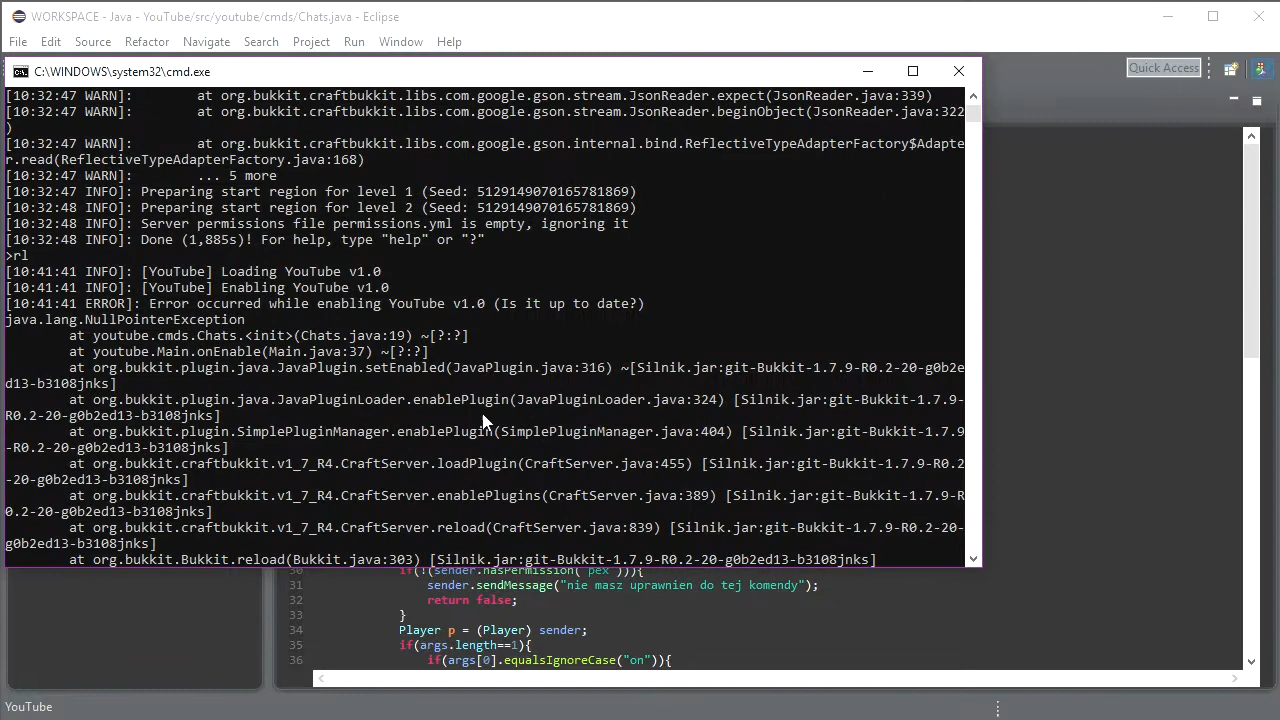 WORKSPACE - Java - YouTube/src/youtube/cmds/Chats.java - Eclipse
File Edit Source Refactor Navigate Search Project Run Window Help
Quick Access
C:\WINDOWS\system32\cmd.exe
[10:32:47 WARN]: at org.bukkit.craftbukkit.libs.com.google.gson.stream.JsonReader.expect(JsonReader.java:339)
[10:32:47 WARN]: at org.bukkit.craftbukkit.libs.com.google.gson.stream.JsonReader.beginObject(JsonReader.java:322
)
[10:32:47 WARN]: at org.bukkit.craftbukkit.libs.com.google.gson.internal.bind.ReflectiveTypeAdapterFactory$Adapte
r.read(ReflectiveTypeAdapterFactory.java:168)
[10:32:47 WARN]: ... 5 more
[10:32:47 INFO]: Preparing start region for level 1 (Seed: 5129149070165781869)
[10:32:48 INFO]: Preparing start region for level 2 (Seed: 5129149070165781869)
[10:32:48 INFO]: Server permissions file permissions.yml is empty, ignoring it
[10:32:48 INFO]: Done (1,885s)! For help, type "help" or "?"
>rl
[10:41:41 INFO]: [YouTube] Loading YouTube v1.0
[10:41:41 INFO]: [YouTube] Enabling YouTube v1.0
[10:41:41 ERROR]: Error occurred while enabling YouTube v1.0 (Is it up to date?)
java.lang.NullPointerException
at youtube.cmds.Chats.<init>(Chats.java:19) ~[?:?]
at youtube.Main.onEnable(Main.java:37) ~[?:?]
at org.bukkit.plugin.java.JavaPlugin.setEnabled(JavaPlugin.java:316) ~[Silnik.jar:git-Bukkit-1.7.9-R0.2-20-g0b2e
d13-b3108jnks]
at org.bukkit.plugin.java.JavaPluginLoader.enablePlugin(JavaPluginLoader.java:324) [Silnik.jar:git-Bukkit-1.7.9-
R0.2-20-g0b2ed13-b3108jnks]
at org.bukkit.plugin.SimplePluginManager.enablePlugin(SimplePluginManager.java:404) [Silnik.jar:git-Bukkit-1.7.9
-R0.2-20-g0b2ed13-b3108jnks]
at org.bukkit.craftbukkit.v1_7_R4.CraftServer.loadPlugin(CraftServer.java:455) [Silnik.jar:git-Bukkit-1.7.9-R0.2
-20-g0b2ed13-b3108jnks]
at org.bukkit.craftbukkit.v1_7_R4.CraftServer.enablePlugins(CraftServer.java:389) [Silnik.jar:git-Bukkit-1.7.9-R
0.2-20-g0b2ed13-b3108jnks]
at org.bukkit.craftbukkit.v1_7_R4.CraftServer.reload(CraftServer.java:839) [Silnik.jar:git-Bukkit-1.7.9-R0.2-20-
g0b2ed13-b3108jnks]
at org.bukkit.Bukkit.reload(Bukkit.java:303) [Silnik.jar:git-Bukkit-1.7.9-R0.2-20-g0b2ed13-b3108jnks]
30 if(!(sender.hasPermission("pex"))){
31 sender.sendMessage("nie masz uprawnien do tej komendy");
32 return false;
33 }
34 Player p = (Player) sender;
35 if(args.length==1){
36 if(args[0].equalsIgnoreCase("on")){
YouTube